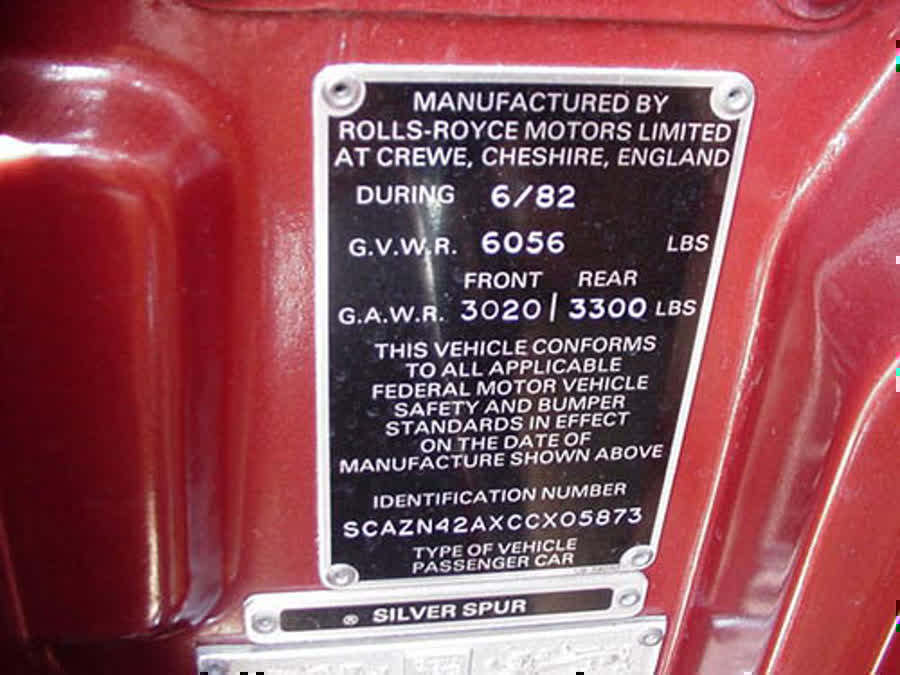 MANUFACTURED BY
ROLLS-ROYCE MOTORS LIMITED
AT CREWE, CHESHIRE, ENGLAND
DURING 6/82
G.V.W.R. 6056 LBS
FRONT REAR
G.A.W.R. 3020 | 3300 LBS
THIS VEHICLE CONFORMS
TO ALL APPLICABLE
FEDERAL MOTOR VEHICLE
SAFETY AND BUMPER
STANDARDS IN EFFECT
ON THE DATE OF
MANUFACTURE SHOWN ABOVE
IDENTIFICATION NUMBER
SCAZN42AXCCX05873
TYPE OF VEHICLE
PASSENGER CAR
® SILVER SPUR